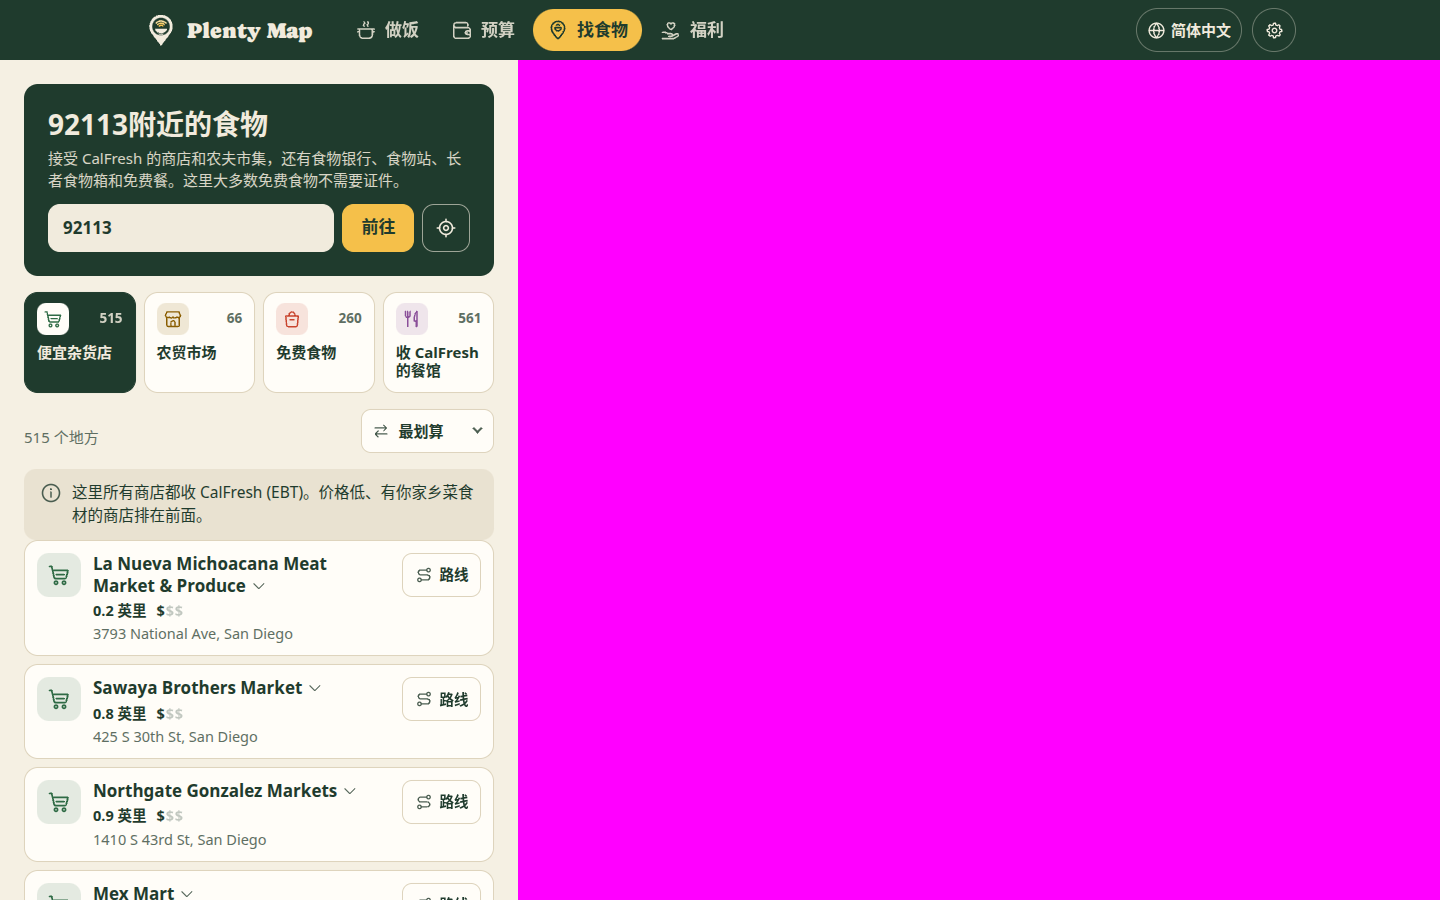 Plenty Map
做饭
预算
找食物
福利
简体中文
92113附近的食物
接受 CalFresh 的商店和农夫市集，还有食物银行、食物站、长
者食物箱和免费餐。这里大多数免费食物不需要证件。
92113
前往
515
便宜杂货店
66
农贸市场
260
免费食物
561
收 CalFresh
的餐馆
515 个地方
最划算
这里所有商店都收 CalFresh (EBT)。价格低、有你家乡菜食
材的商店排在前面。
La Nueva Michoacana Meat
Market & Produce
路线
0.2 英里 $$$
3793 National Ave, San Diego
Sawaya Brothers Market
路线
0.8 英里 $$$
425 S 30th St, San Diego
Northgate Gonzalez Markets
路线
0.9 英里 $$$
1410 S 43rd St, San Diego
Mex Mart
路线